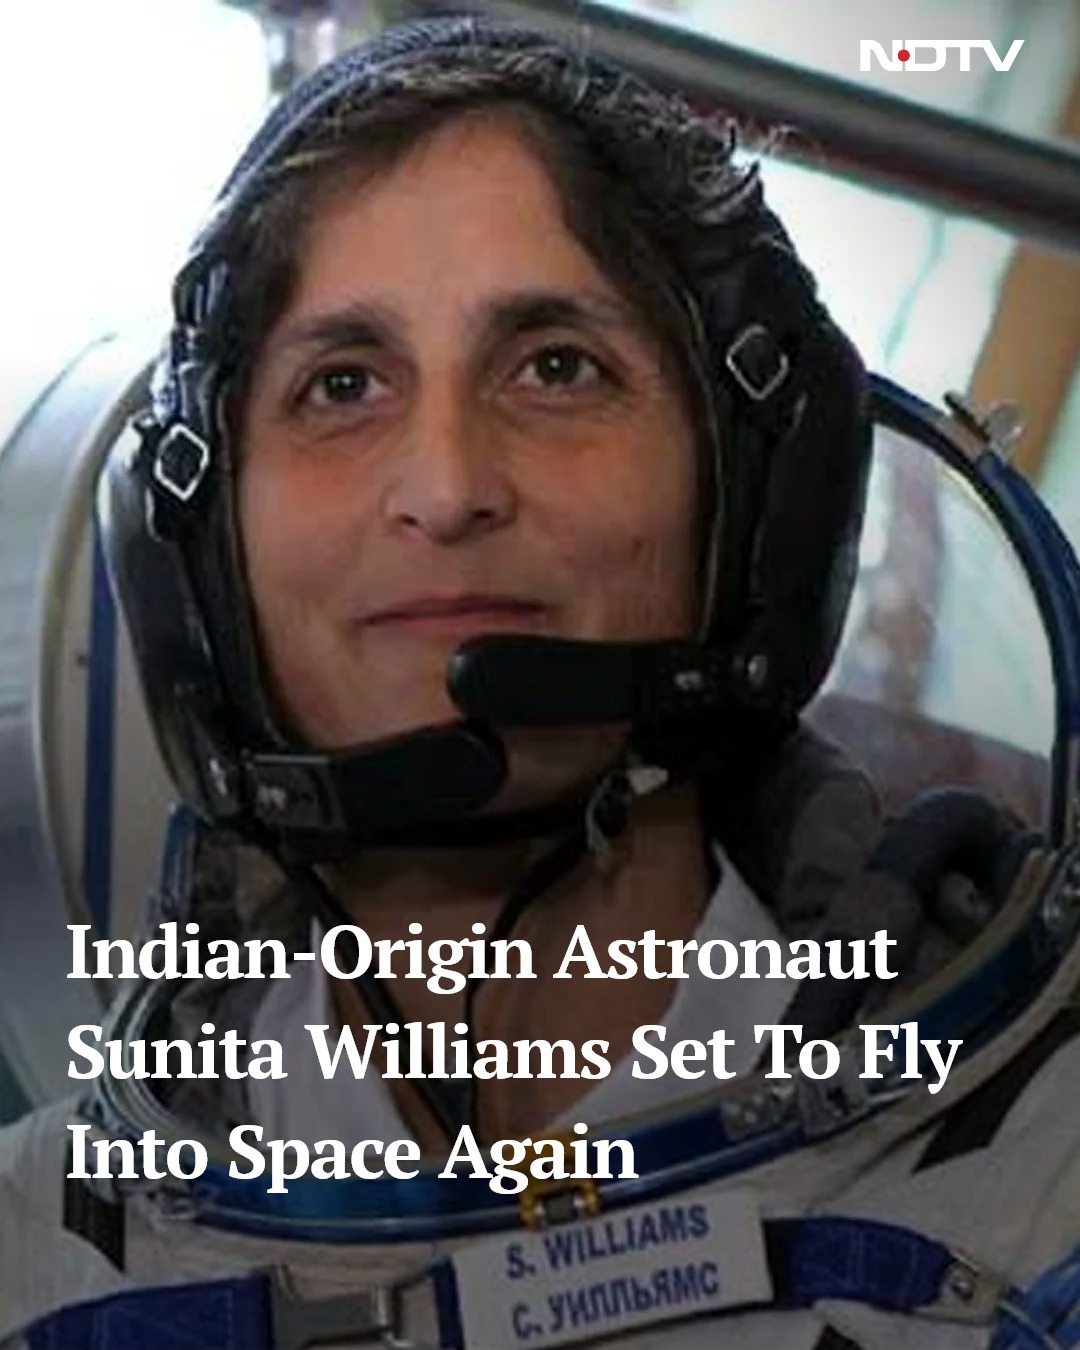 NDTV
Indian-Origin Astronaut
Sunita Williams Set To Fly
Into Space Again
S. WILLIAMS
С. УИЛЛЬЯМС